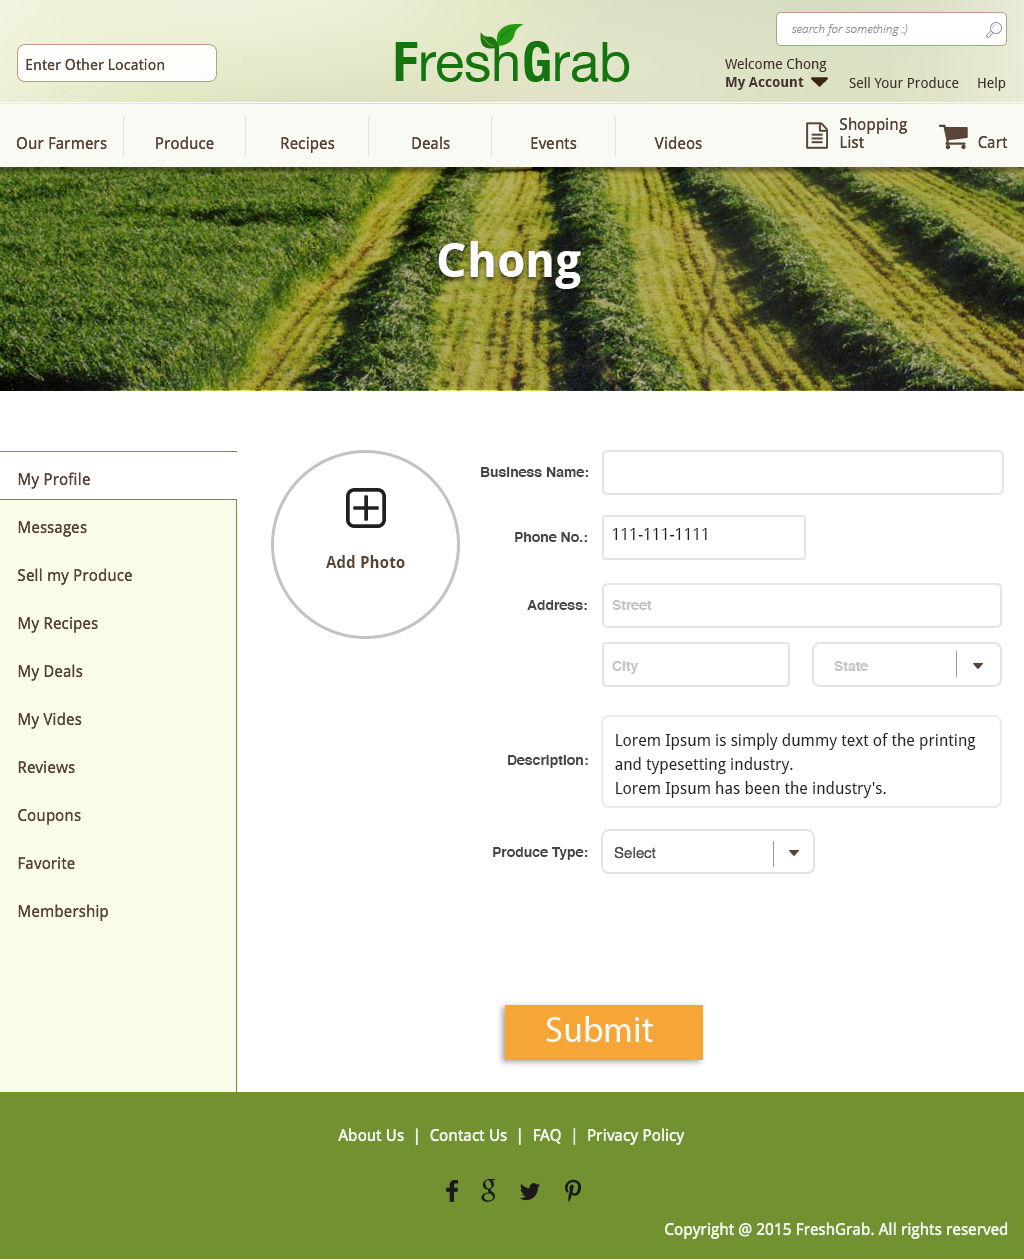 search for something :)
Enter Other Location
FreshGrab
Welcome Chong
My Account
Sell Your Produce
Help
Our Farmers
Produce
Recipes
Deals
Events
Videos
Shopping
List
Cart
Chong
My Profile
Messages
Sell my Produce
My Recipes
My Deals
My Vides
Reviews
Coupons
Favorite
Membership
Add Photo
Business Name:
Phone No.: 111-111-1111
Address: Street
City
State
Description:
Lorem Ipsum is simply dummy text of the printing
and typesetting industry.
Lorem Ipsum has been the industry's.
Produce Type: Select
Submit
About Us | Contact Us | FAQ | Privacy Policy
Copyright @ 2015 FreshGrab. All rights reserved